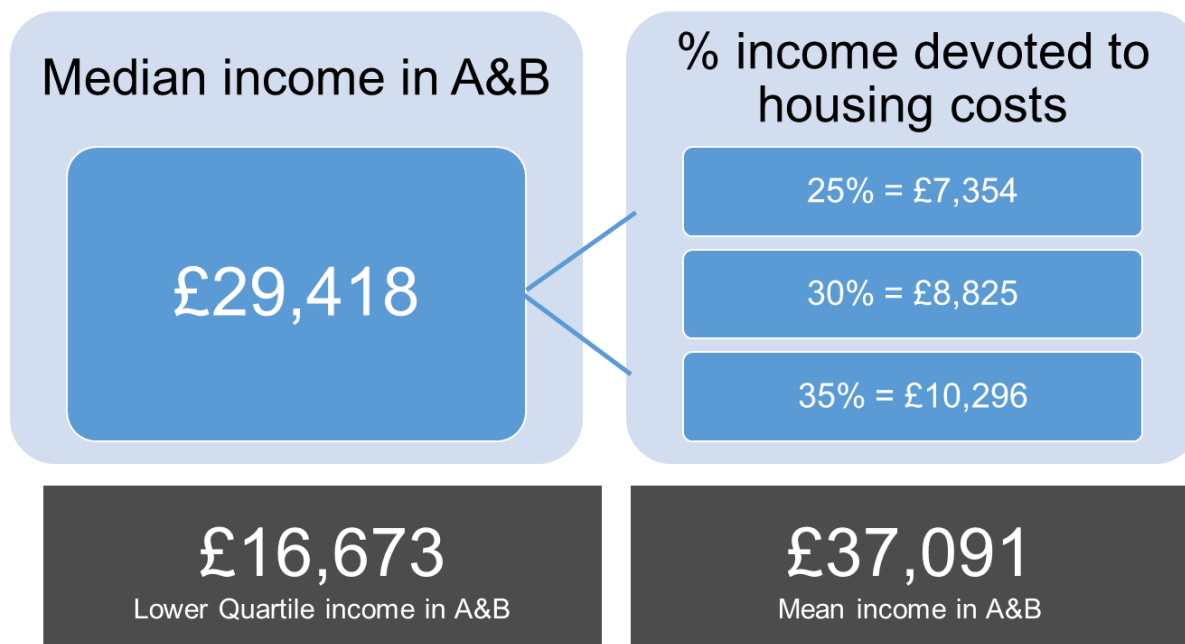 Median income in A&B
£29,418
% income devoted to
housing costs
25% = £7,354
30% = £8,825
35% = £10,296
£16,673
Lower Quartile income in A&B
£37,091
Mean income in A&B